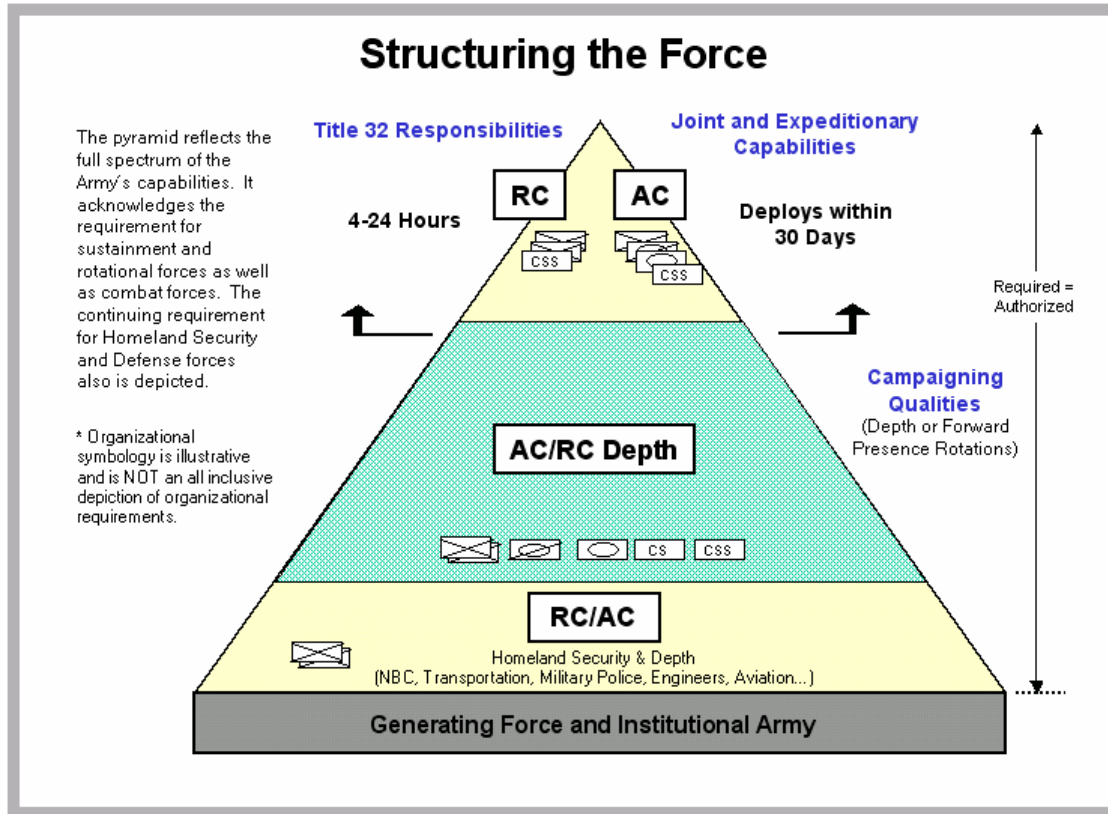 Structuring the Force
The pyramid reflects the
full spectrum of the
Army's capabilities. It
acknowledges the
requirement for
sustainment and
rotational forces as well
as combat forces. The
continuing requirement
for Homeland Security
and Defense forces
also is depicted.
* Organizational
symbology is illustrative
and is NOT an all inclusive
depiction of organizational
requirements.
Title 32 Responsibilities
Joint and Expeditionary
Capabilities
RC
AC
4-24 Hours
Deploys within
30 Days
CSS
CSS
Required =
Authorized
Campaigning
Qualities
(Depth or Forward
Presence Rotations)
AC/RC Depth
CS
CSS
RC/AC
Homeland Security & Depth
(NBC, Transportation, Military Police, Engineers, Aviation...)
Generating Force and Institutional Army